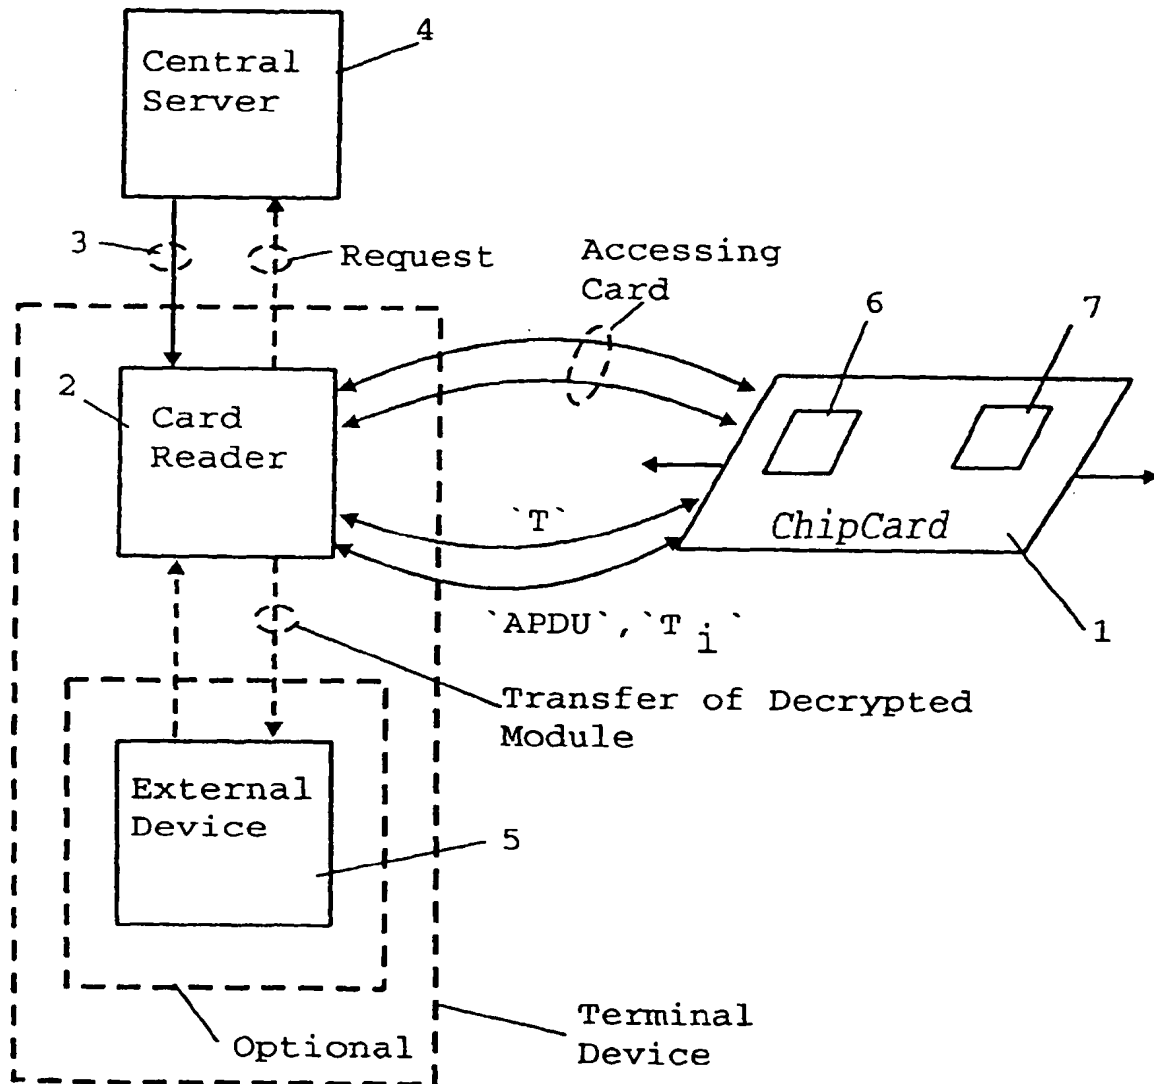 4
Central
Server
3
Request
Accessing
Card
6
7
2
Card
Reader
`T`
ChipCard
`APDU`,`T i `
1
Transfer of Decrypted
Module
External
Device
5
Optional
Terminal
Device